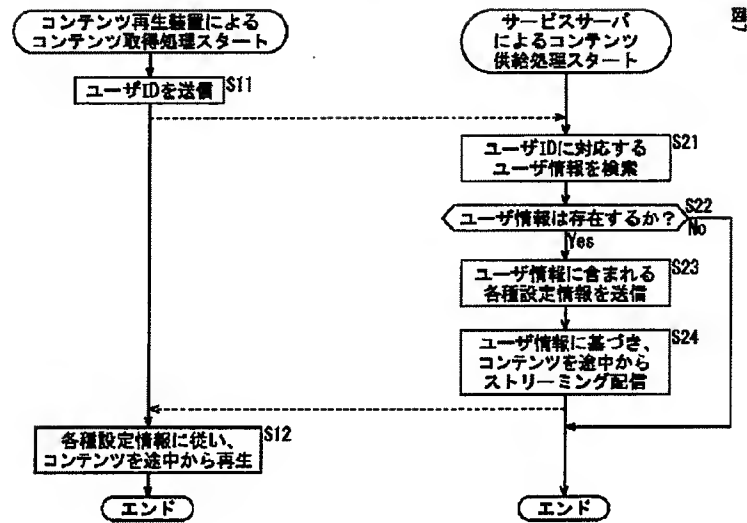 図17
コンテンツ再生装置による
コンテンツ取得処理スタート
ユーザIDを送信
S11
各種設定情報に従い、
コンテンツを途中から再生
S12
エンド
サービスサーバ
によるコンテンツ
供給処理スタート
ユーザIDに対応する
ユーザ情報を検索
S21
ユーザ情報は存在するか?
S22
No
Yes
ユーザ情報に含まれる
各種設定情報を送信
S23
ユーザ情報に基づき、
コンテンツを途中から
ストリーミング配信
S24
エンド